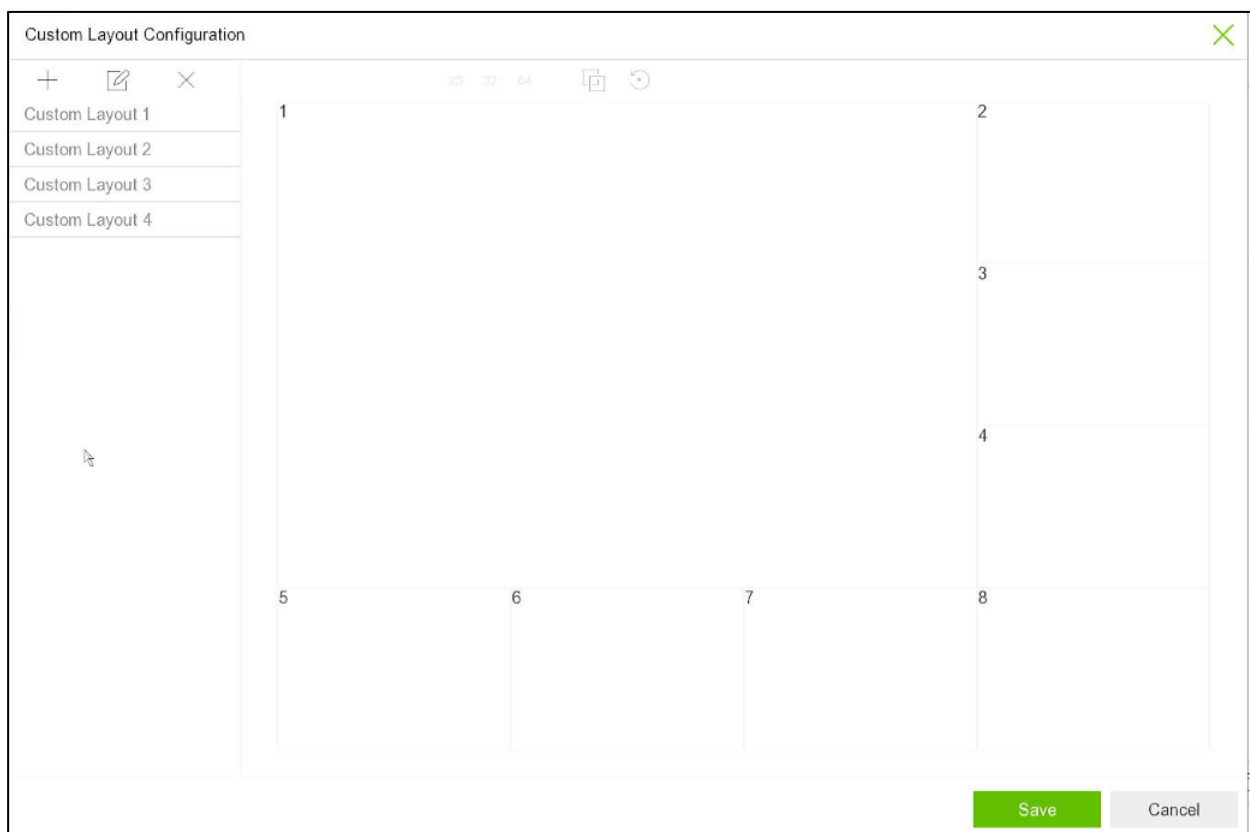 Custom Layout Configuration
25 32 64
Custom Layout 1
Custom Layout 2
Custom Layout 3
Custom Layout 4
1
2
3
4
5
6
7
8
Save
Cancel